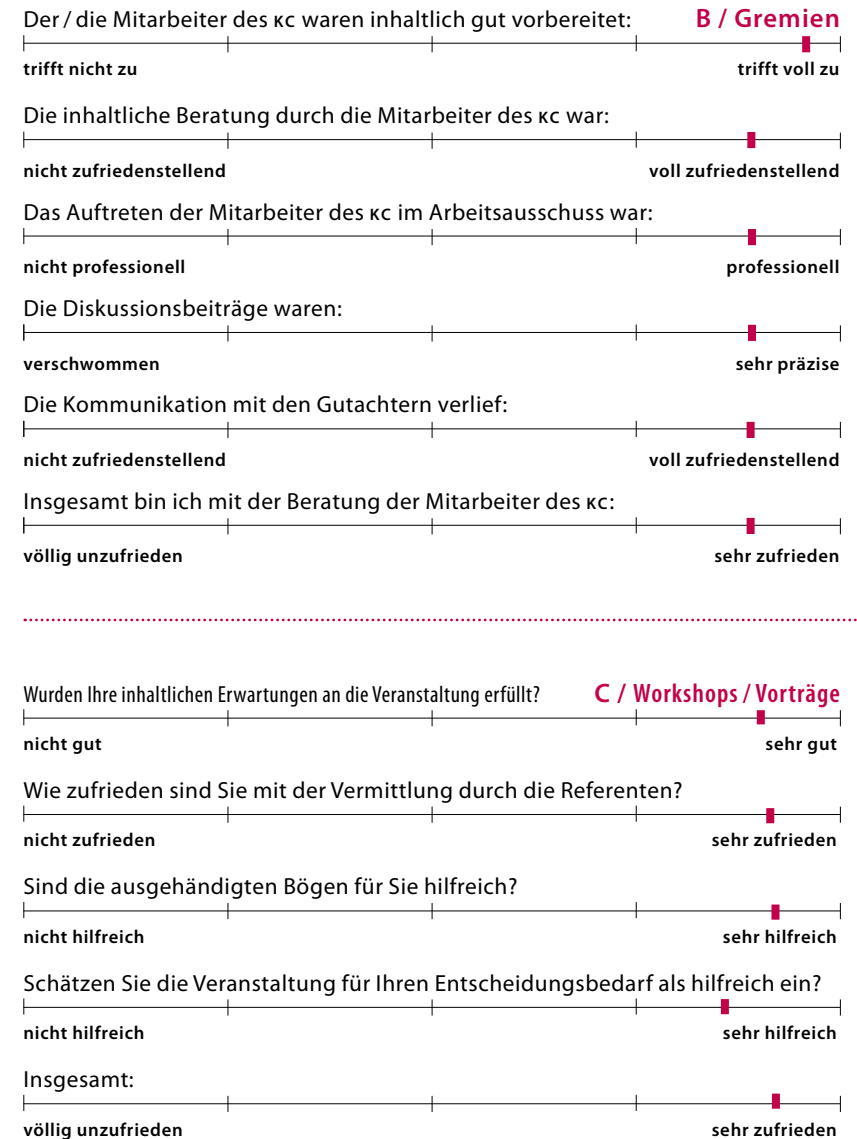 Der / die Mitarbeiter des KC waren inhaltlich gut vorbereitet: B / Gremien
trifft nicht zu trifft voll zu
Die inhaltliche Beratung durch die Mitarbeiter des KC war:
nicht zufriedenstellend voll zufriedenstellend
Das Auftreten der Mitarbeiter des KC im Arbeitsausschuss war:
nicht professionell professionell
Die Diskussionsbeiträge waren:
verschwommen sehr präzise
Die Kommunikation mit den Gutachtern verlief:
nicht zufriedenstellend voll zufriedenstellend
Insgesamt bin ich mit der Beratung der Mitarbeiter des KC:
völlig unzufrieden sehr zufrieden
Wurden Ihre inhaltlichen Erwartungen an die Veranstaltung erfüllt? C / Workshops / Vorträge
nicht gut sehr gut
Wie zufrieden sind Sie mit der Vermittlung durch die Referenten?
nicht zufrieden sehr zufrieden
Sind die ausgehändigten Bögen für Sie hilfreich?
nicht hilfreich sehr hilfreich
Schätzen Sie die Veranstaltung für Ihren Entscheidungsbedarf als hilfreich ein?
nicht hilfreich sehr hilfreich
Insgesamt:
völlig unzufrieden sehr zufrieden